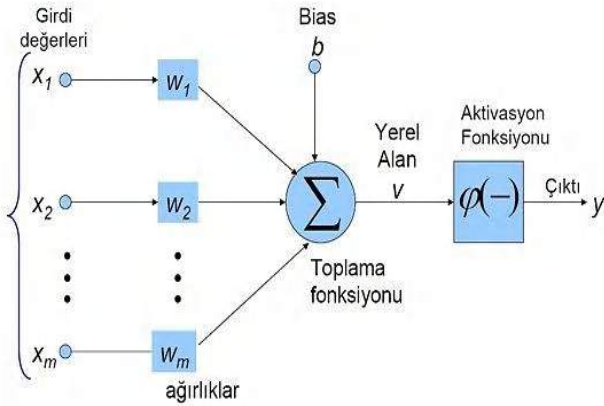 Girdi
değerleri
x1
w1
Bias
b
x2
w2
∑
Yerel
Alan
v
Aktivasyon
Fonksiyonu
φ(−)
Çıktı
y
Toplama
fonksiyonu
xm
wm
ağırlıklar